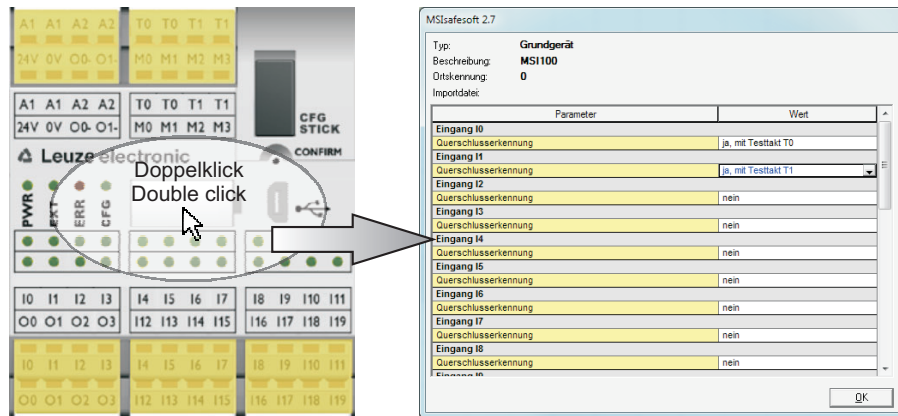 A1 A1 A2 A2 T0 T0 T1 T1
24V 0V O0- O1- M0 M1 M2 M3
A1 A1 A2 A2 T0 T0 T1 T1
24V 0V O0- O1- M0 M1 M2 M3
CFG
STICK
Leuze electronic
CONFIRM
Doppelklick
Double click
PWR
EXT
ERR
CFG
I0 I1 I2 I3 I4 I5 I6 I7 I8 I9 I10 I11
O0 O1 O2 O3 I12 I13 I14 I15 I16 I17 I18 I19
I0 I1 I2 I3 I4 I5 I6 I7 I8 I9 I10 I11
O0 O1 O2 O3 I12 I13 I14 I15 I16 I17 I18 I19
MSIsafesoft 2.7
Typ: Grundgerät
Beschreibung: MSI100
Ortskennung: 0
Importdatei:
Parameter Wert
Eingang I0
Querschlusserkennung ja, mit Testtakt T0
Eingang I1
Querschlusserkennung ja, mit Testtakt T1
Eingang I2
Querschlusserkennung nein
Eingang I3
Querschlusserkennung nein
Eingang I4
Querschlusserkennung nein
Eingang I5
Querschlusserkennung nein
Eingang I6
Querschlusserkennung nein
Eingang I7
Querschlusserkennung nein
Eingang I8
Querschlusserkennung nein
Eingang I9
OK